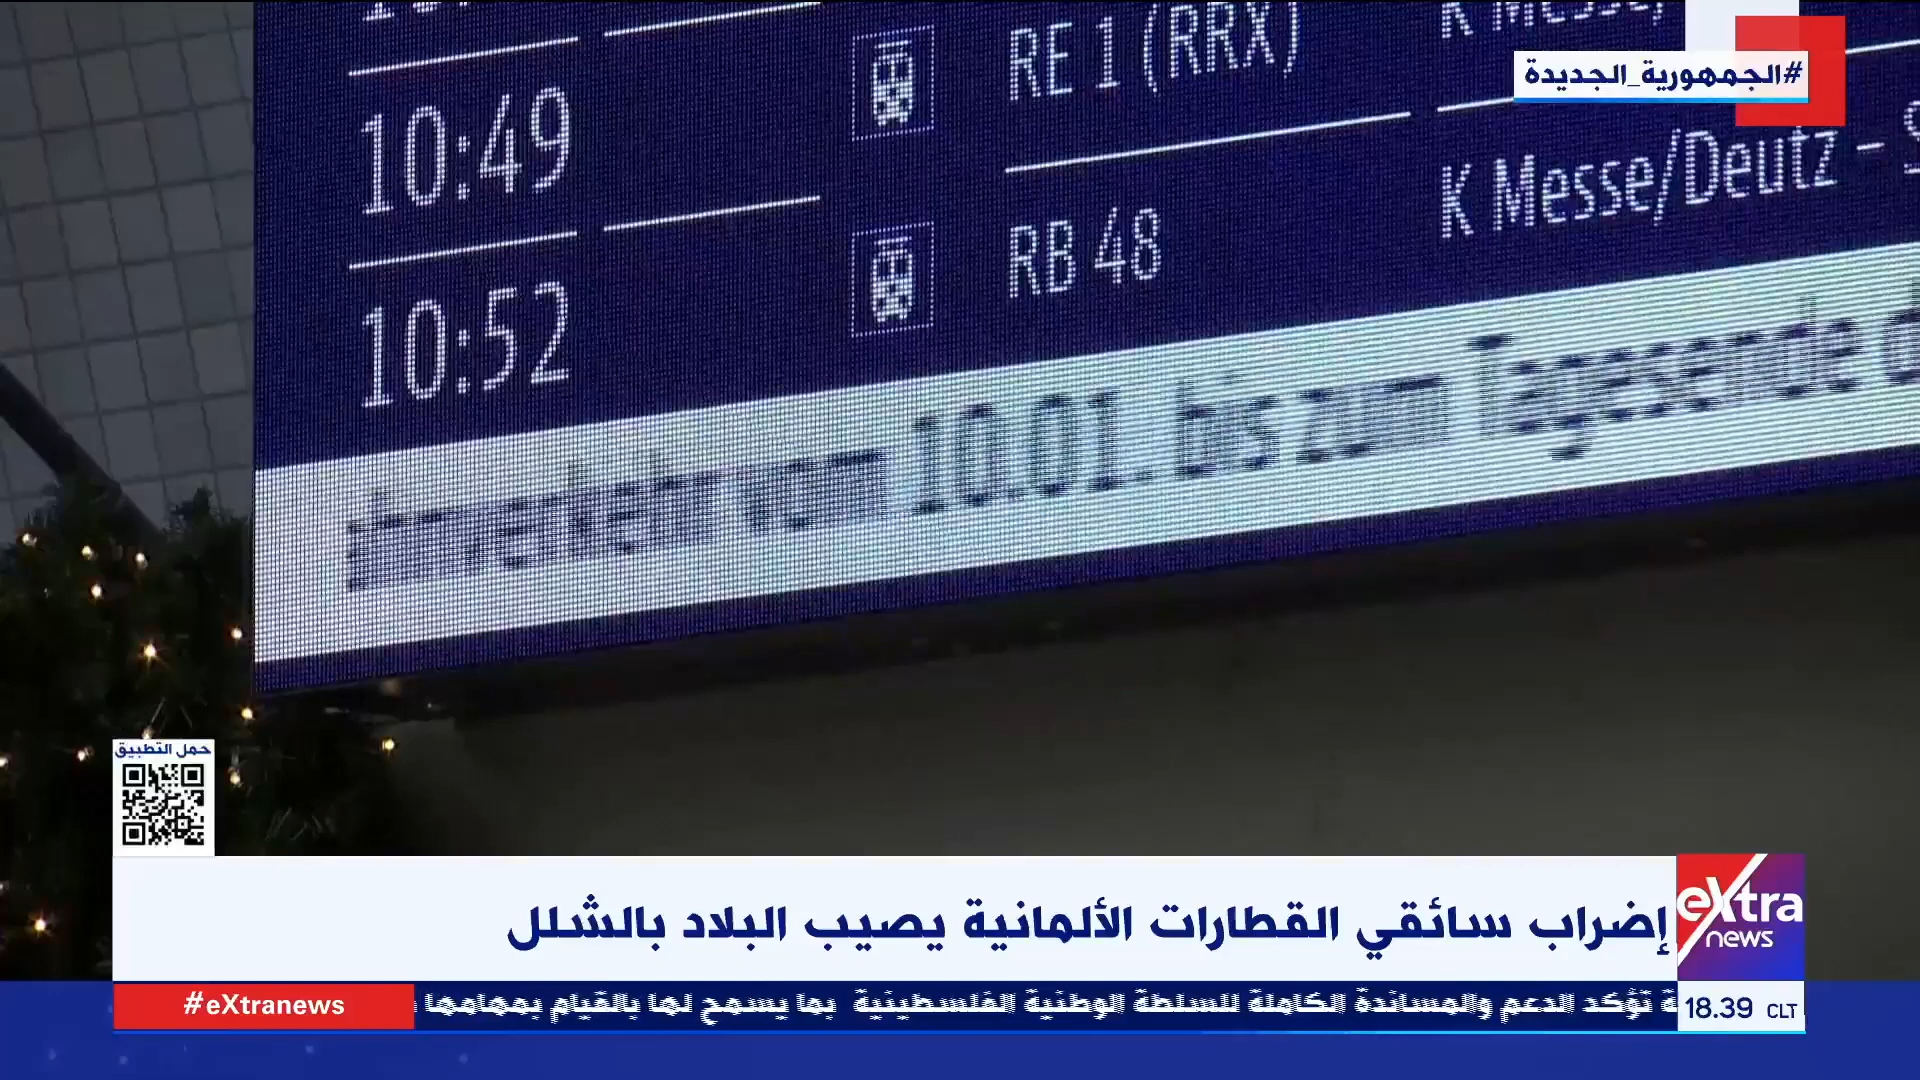 RE 1 (RRX)
K Messe/
#الجمهورية_الجديدة
10:49
K Messe/Deutz –
RB 48
10:52
vom 10.01. bis zum Tagesende
حمل التطبيق
إضراب سائقي القطارات الألمانية يصيب البلاد بالشلل
eXtra
news
#eXtranews
تؤكد الدعم والمساندة الكاملة للسلطة الوطنية الفلسطينية بما يسمح لها بالقيام بمهامها
18.39 CLT